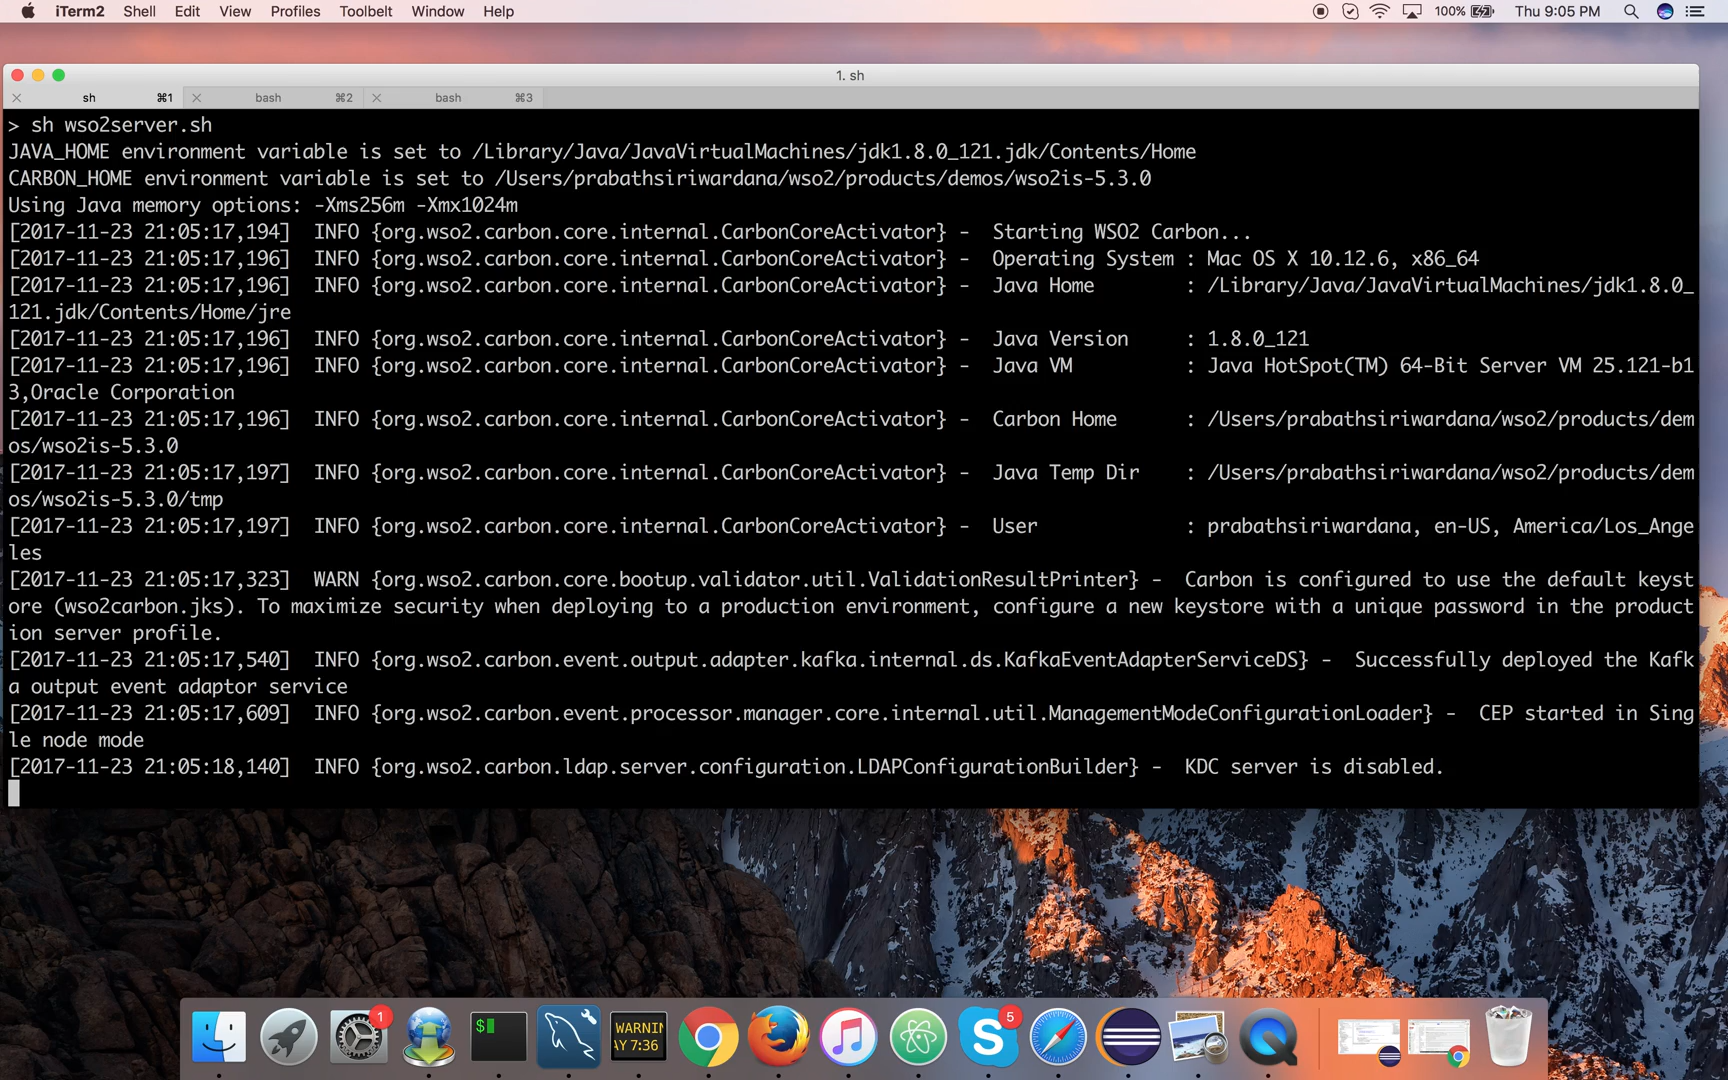 iTerm2 Shell Edit View Profiles Toolbelt Window Help 100% Thu 9:05 PM
1. sh
sh ⌘1 bash ⌘2 bash ⌘3
> sh wso2server.sh
JAVA_HOME environment variable is set to /Library/Java/JavaVirtualMachines/jdk1.8.0_121.jdk/Contents/Home
CARBON_HOME environment variable is set to /Users/prabathsiriwardana/wso2/products/demos/wso2is-5.3.0
Using Java memory options: -Xms256m -Xmx1024m
[2017-11-23 21:05:17,194]  INFO {org.wso2.carbon.core.internal.CarbonCoreActivator} -  Starting WSO2 Carbon...
[2017-11-23 21:05:17,196]  INFO {org.wso2.carbon.core.internal.CarbonCoreActivator} -  Operating System : Mac OS X 10.12.6, x86_64
[2017-11-23 21:05:17,196]  INFO {org.wso2.carbon.core.internal.CarbonCoreActivator} -  Java Home        : /Library/Java/JavaVirtualMachines/jdk1.8.0_
121.jdk/Contents/Home/jre
[2017-11-23 21:05:17,196]  INFO {org.wso2.carbon.core.internal.CarbonCoreActivator} -  Java Version     : 1.8.0_121
[2017-11-23 21:05:17,196]  INFO {org.wso2.carbon.core.internal.CarbonCoreActivator} -  Java VM          : Java HotSpot(TM) 64-Bit Server VM 25.121-b1
3,Oracle Corporation
[2017-11-23 21:05:17,196]  INFO {org.wso2.carbon.core.internal.CarbonCoreActivator} -  Carbon Home      : /Users/prabathsiriwardana/wso2/products/dem
os/wso2is-5.3.0
[2017-11-23 21:05:17,197]  INFO {org.wso2.carbon.core.internal.CarbonCoreActivator} -  Java Temp Dir    : /Users/prabathsiriwardana/wso2/products/dem
os/wso2is-5.3.0/tmp
[2017-11-23 21:05:17,197]  INFO {org.wso2.carbon.core.internal.CarbonCoreActivator} -  User             : prabathsiriwardana, en-US, America/Los_Ange
les
[2017-11-23 21:05:17,323]  WARN {org.wso2.carbon.core.bootup.validator.util.ValidationResultPrinter} -  Carbon is configured to use the default keyst
ore (wso2carbon.jks). To maximize security when deploying to a production environment, configure a new keystore with a unique password in the product
ion server profile.
[2017-11-23 21:05:17,540]  INFO {org.wso2.carbon.event.output.adapter.kafka.internal.ds.KafkaEventAdapterServiceDS} -  Successfully deployed the Kafk
a output event adaptor service
[2017-11-23 21:05:17,609]  INFO {org.wso2.carbon.event.processor.manager.core.internal.util.ManagementModeConfigurationLoader} -  CEP started in Sing
le node mode
[2017-11-23 21:05:18,140]  INFO {org.wso2.carbon.ldap.server.configuration.LDAPConfigurationBuilder} -  KDC server is disabled.
1 5
$ WARNIN
AY 7:36
S